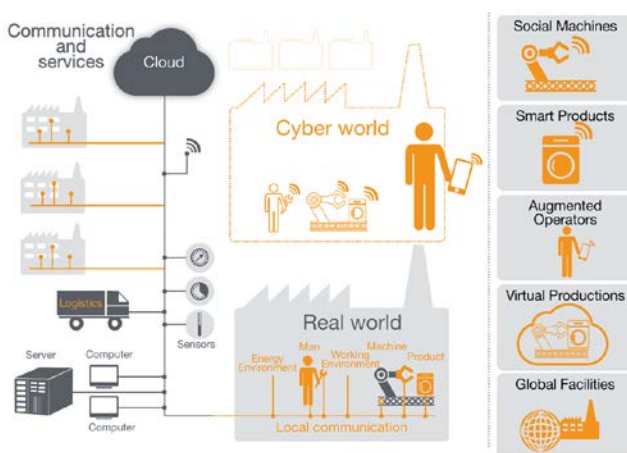 Communication
and
services
Cloud
Logistics
Sensors
Server
Computer
Computer
Cyber world
Real world
Energy
Environment
Man
Working
Environment
Machine
Product
Local communication
Social Machines
Smart Products
Augmented
Operators
Virtual Productions
Global Facilities